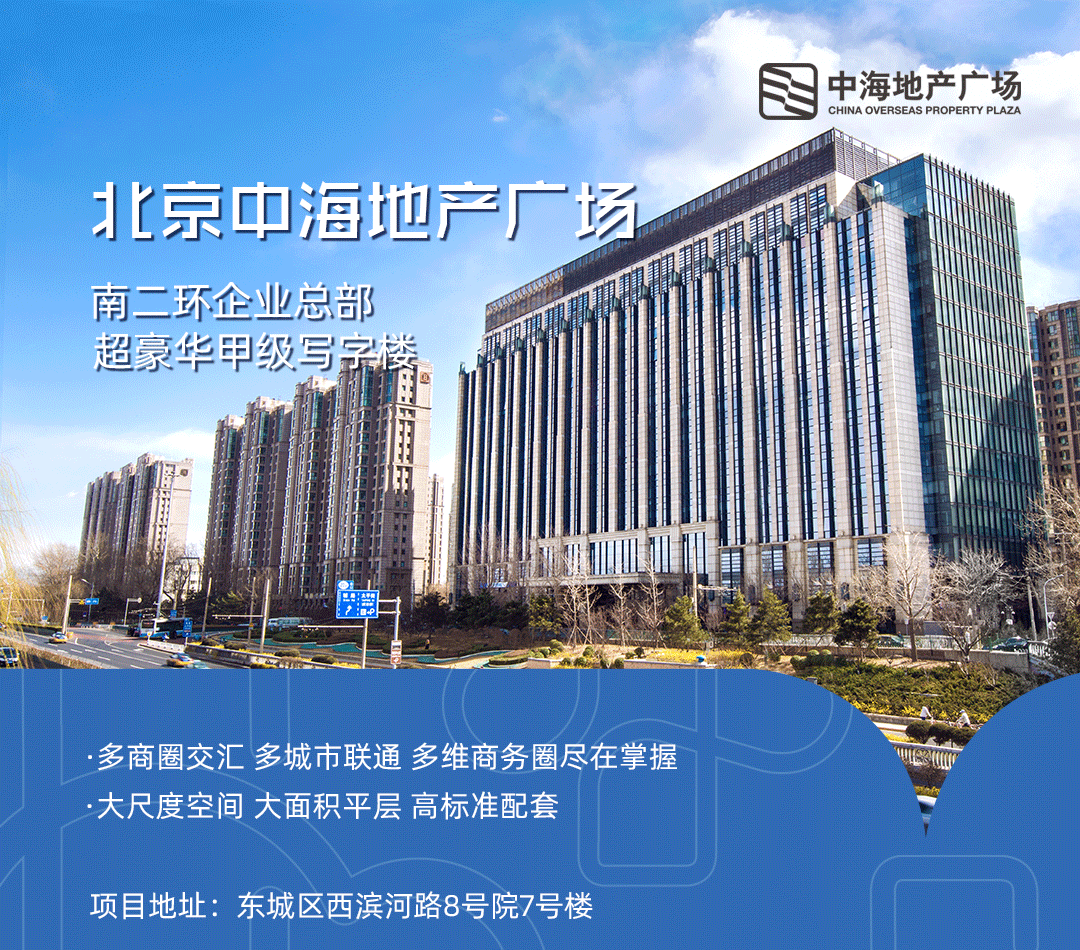 中海地产广场
CHINA OVERSEAS PROPERTY PLAZA
北京中海地产广场
南二环企业总部
超豪华甲级写字楼
·多商圈交汇 多城市联通 多维商务圈尽在掌握
·大尺度空间 大面积平层 高标准配套
项目地址：东城区西滨河路8号院7号楼